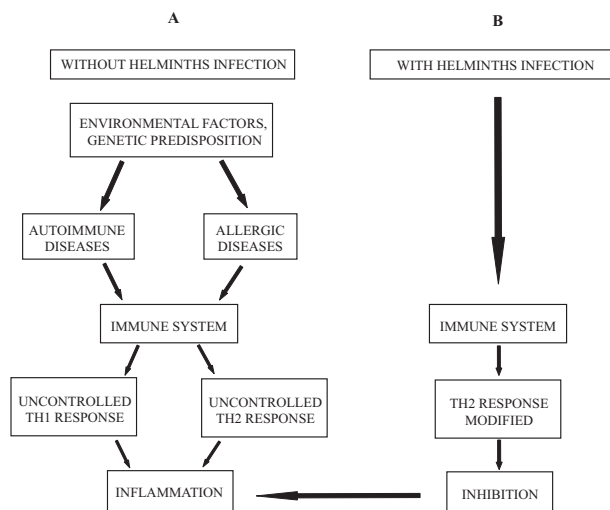 A
WITHOUT HELMINTHS INFECTION
ENVIRONMENTAL FACTORS,
GENETIC PREDISPOSITION
AUTOIMMUNE
DISEASES
ALLERGIC
DISEASES
IMMUNE SYSTEM
UNCONTROLLED
TH1 RESPONSE
UNCONTROLLED
TH2 RESPONSE
INFLAMMATION
B
WITH HELMINTHS INFECTION
IMMUNE SYSTEM
TH2 RESPONSE
MODIFIED
INHIBITION